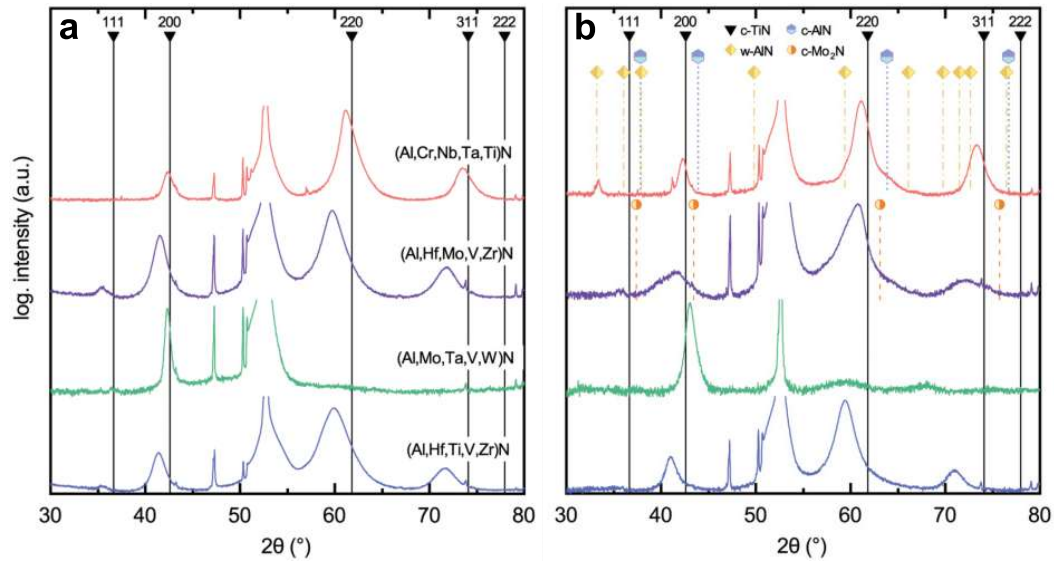 a
111 200 220 311 222
(Al,Cr,Nb,Ta,Ti)N
(Al,Hf,Mo,V,Zr)N
(Al,Mo,Ta,V,W)N
(Al,Hf,Ti,V,Zr)N
log. intensity (a.u.)
30 40 50 60 70 80
2θ (°)
b
111 200 220 311 222
c-TiN c-AlN
w-AlN c-Mo₂N
30 40 50 60 70 80
2θ (°)